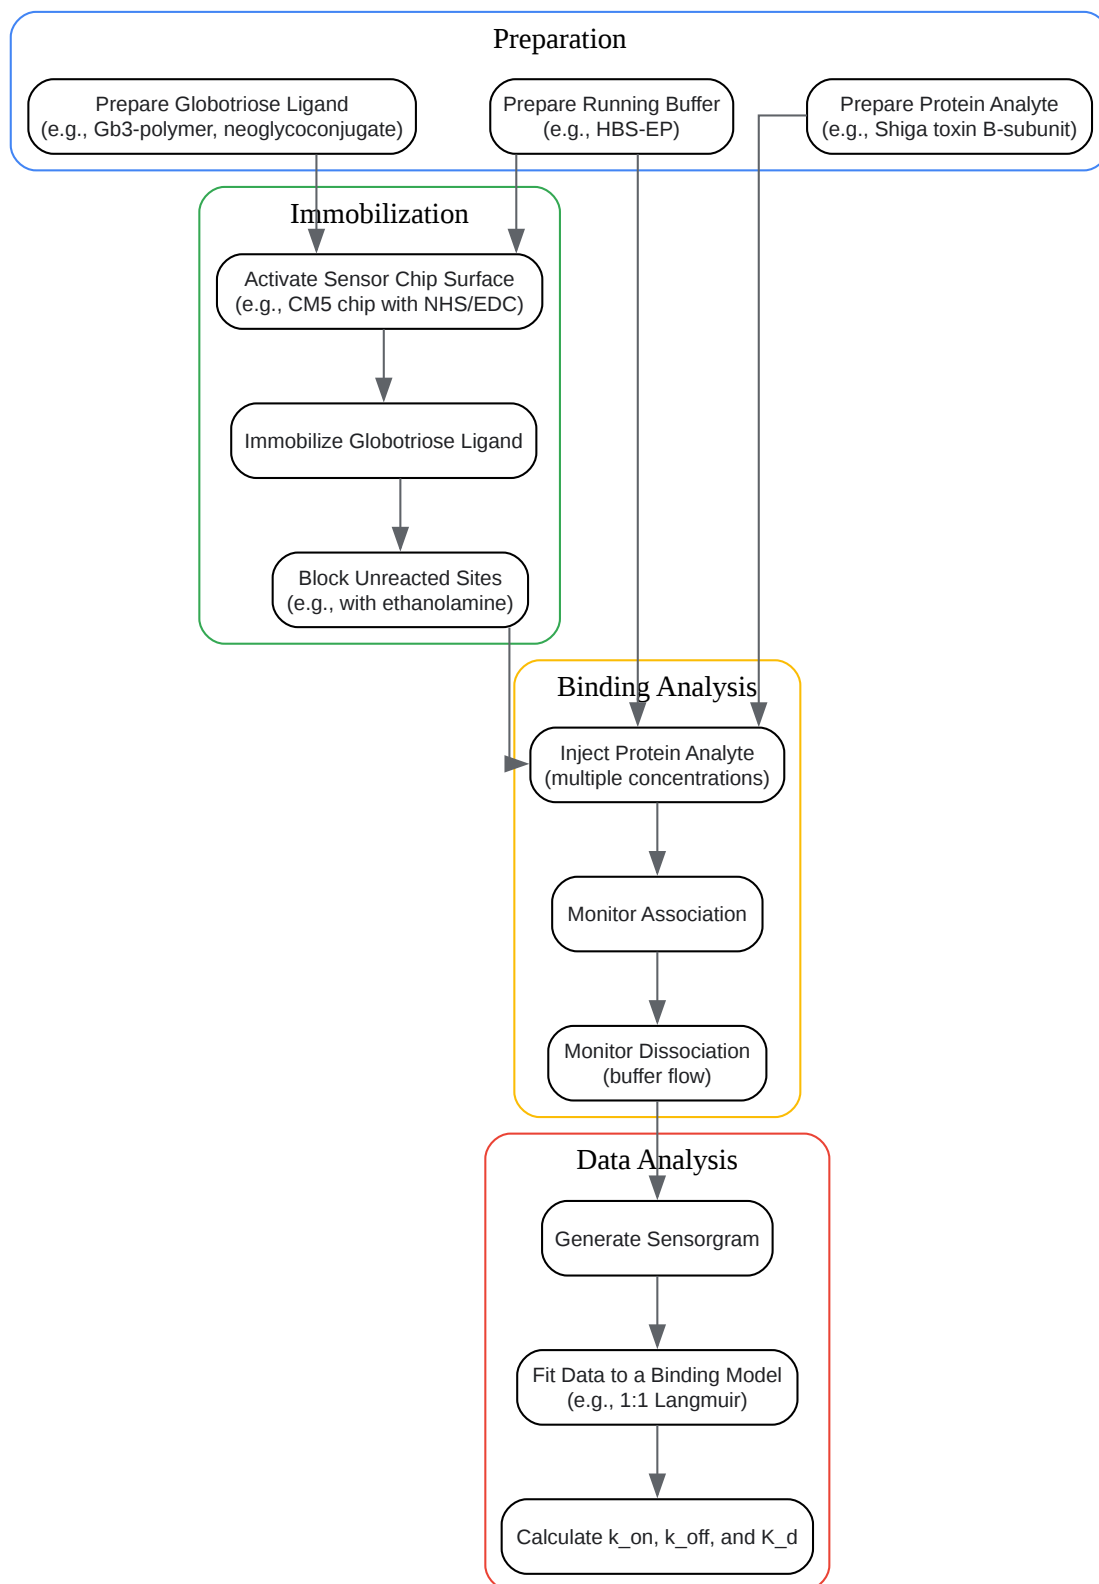 Preparation
Prepare Globotriose Ligand
(e.g., Gb3-polymer, neoglycoconjugate)
Prepare Running Buffer
(e.g., HBS-EP)
Prepare Protein Analyte
(e.g., Shiga toxin B-subunit)
Immobilization
Activate Sensor Chip Surface
(e.g., CM5 chip with NHS/EDC)
Immobilize Globotriose Ligand
Block Unreacted Sites
(e.g., with ethanolamine)
Binding Analysis
Inject Protein Analyte
(multiple concentrations)
Monitor Association
Monitor Dissociation
(buffer flow)
Data Analysis
Generate Sensorgram
Fit Data to a Binding Model
(e.g., 1:1 Langmuir)
Calculate k_on, k_off, and K_d